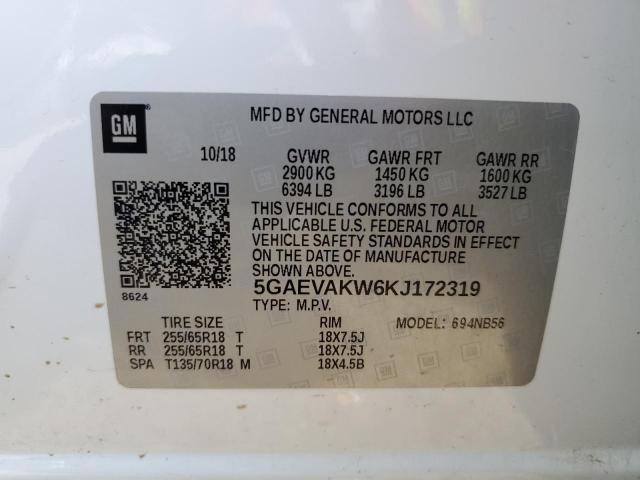 GM
MFD BY GENERAL MOTORS LLC
10/18 GVWR GAWR FRT GAWR RR
2900 KG 1450 KG 1600 KG
6394 LB 3196 LB 3527 LB
THIS VEHICLE CONFORMS TO ALL
APPLICABLE U.S. FEDERAL MOTOR
VEHICLE SAFETY STANDARDS IN EFFECT
ON THE DATE OF MANUFACTURE
SHOWN ABOVE.
8624
5GAEVAKW6KJ172319
TYPE: M.P.V.
TIRE SIZE RIM MODEL: 694NB56
FRT 255/65R18 T 18X7.5J
RR 255/65R18 T 18X7.5J
SPA T135/70R18 M 18X4.5B